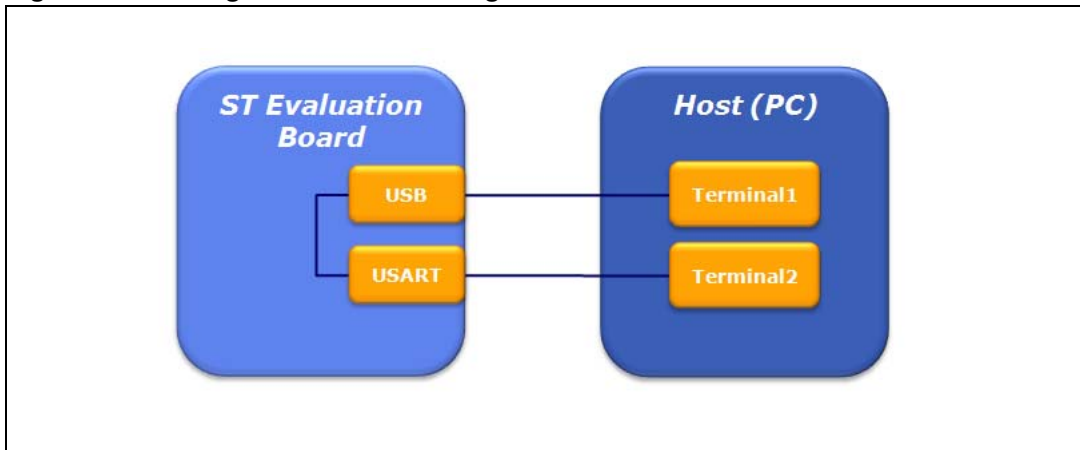 ST Evaluation
Board
Host (PC)
USB
Terminal1
USART
Terminal2